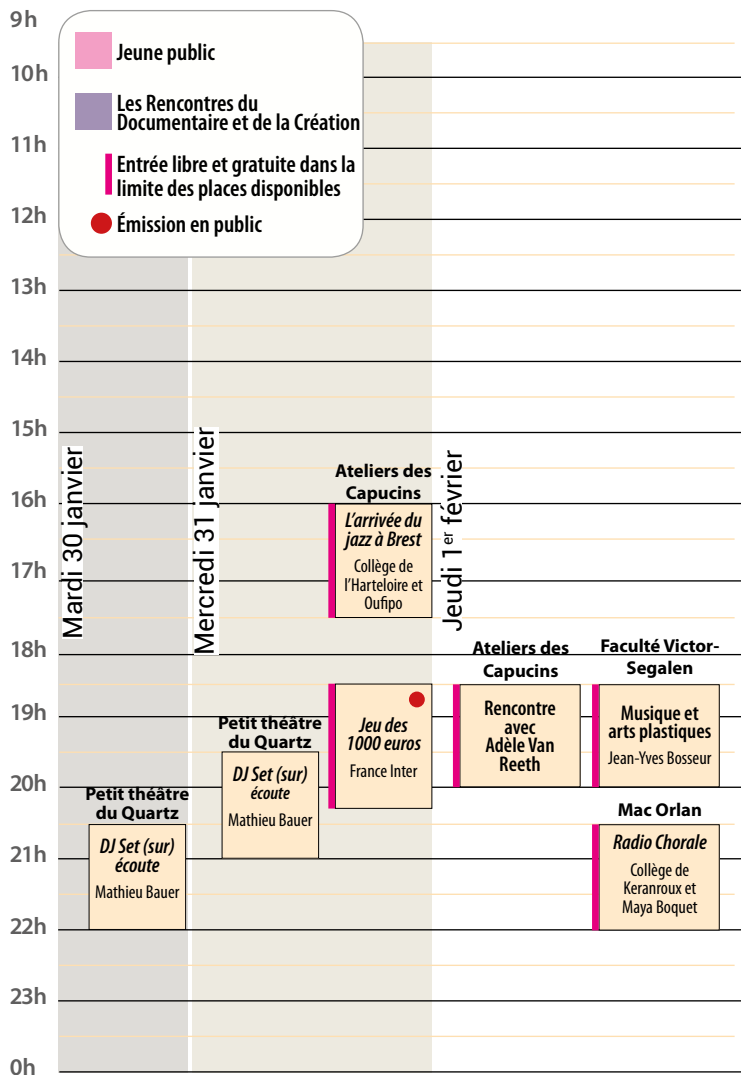 9h
10h
11h
12h
13h
14h
15h
16h
17h
18h
19h
20h
21h
22h
23h
0h
Jeune public
Les Rencontres du
Documentaire et de la Création
Entrée libre et gratuite dans la
limite des places disponibles
Émission en public
Mardi 30 janvier
Petit théâtre
du Quartz
DJ Set (sur)
écoute
Mathieu Bauer
Mercredi 31 janvier
Petit théâtre
du Quartz
DJ Set (sur)
écoute
Mathieu Bauer
Ateliers des
Capucins
L'arrivée du
jazz à Brest
Collège de
l'Harteloire et
Oufipo
Jeu des
1000 euros
France Inter
Jeudi 1er février
Ateliers des
Capucins
Rencontre
avec
Adèle Van
Reeth
Faculté Victor-
Segalen
Musique et
arts plastiques
Jean-Yves Bosseur
Mac Orlan
Radio Chorale
Collège de
Keranroux et
Maya Boquet